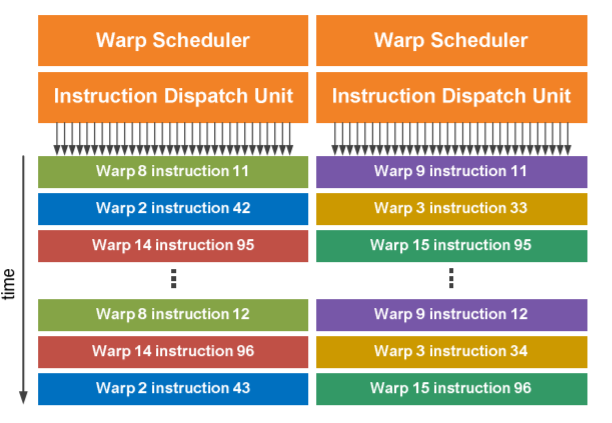 Warp Scheduler
Warp Scheduler
Instruction Dispatch Unit
Instruction Dispatch Unit
Warp 8 instruction 11
Warp 9 instruction 11
Warp 2 instruction 42
Warp 3 instruction 33
Warp 14 instruction 95
Warp 15 instruction 95
time
Warp 8 instruction 12
Warp 9 instruction 12
Warp 14 instruction 96
Warp 3 instruction 34
Warp 2 instruction 43
Warp 15 instruction 96